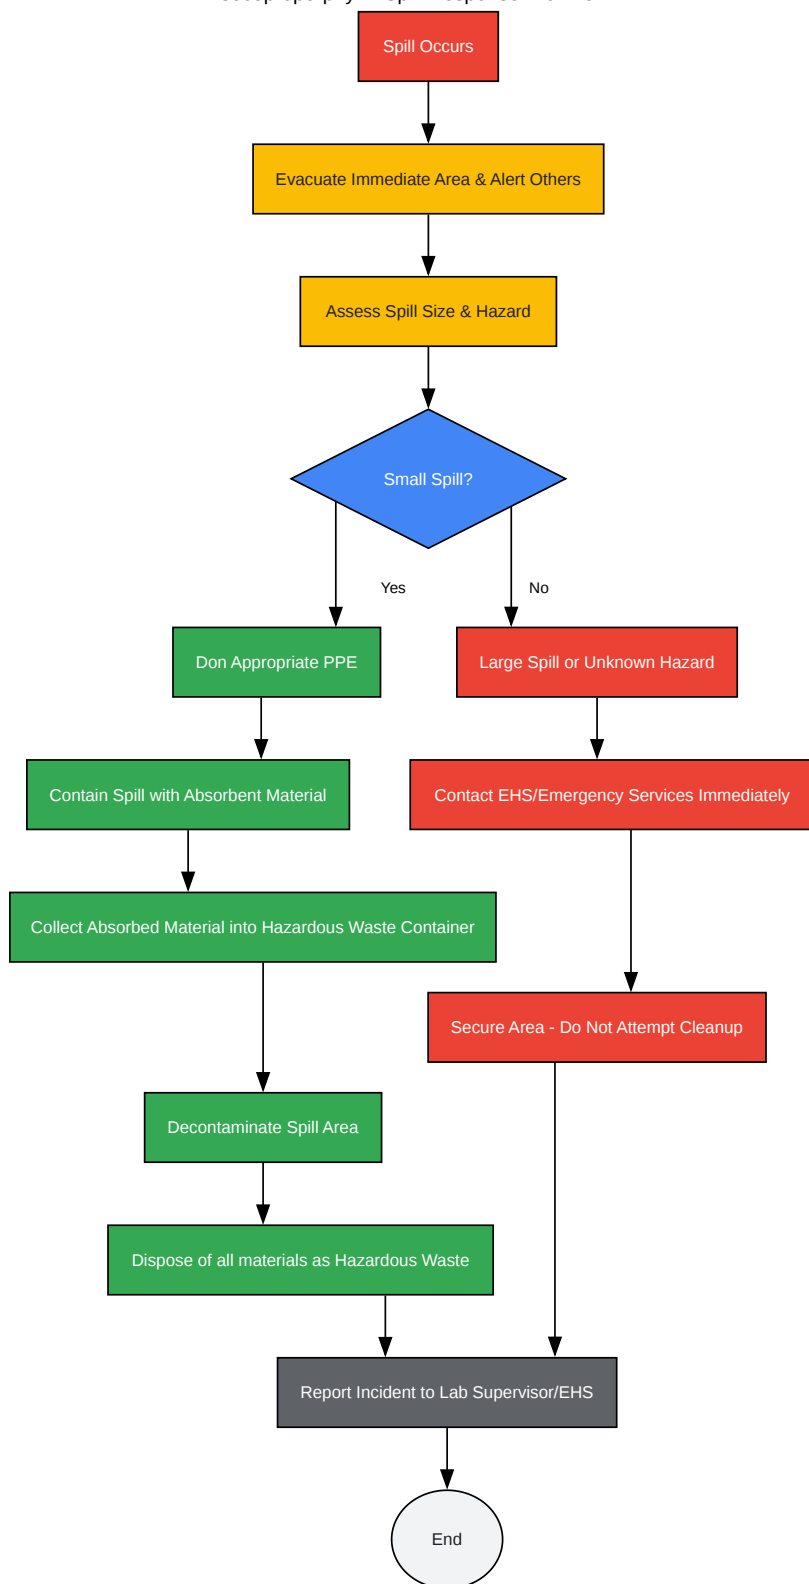 Spill Occurs
Evacuate Immediate Area & Alert Others
Assess Spill Size & Hazard
Small Spill?
Yes
No
Don Appropriate PPE
Large Spill or Unknown Hazard
Contain Spill with Absorbent Material
Contact EHS/Emergency Services Immediately
Collect Absorbed Material into Hazardous Waste Container
Secure Area - Do Not Attempt Cleanup
Decontaminate Spill Area
Dispose of all materials as Hazardous Waste
Report Incident to Lab Supervisor/EHS
End